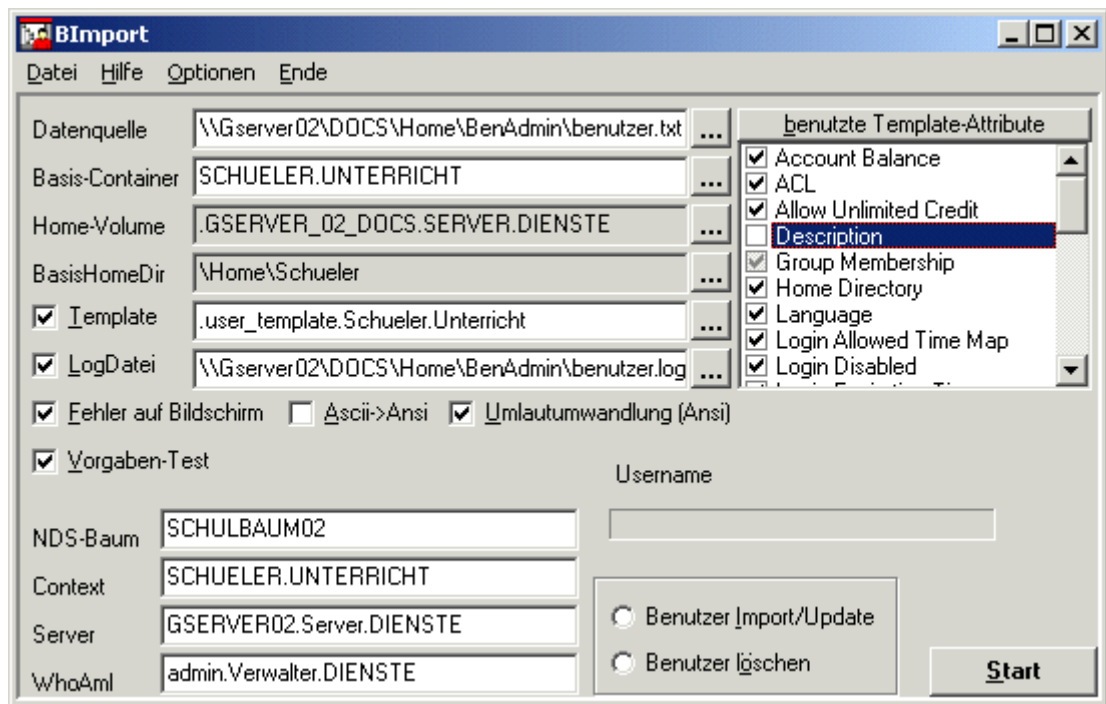 BImport
Datei Hilfe Optionen Ende
Datenquelle \\Gserver02\DOCS\Home\BenAdmin\benutzer.txt ...
Basis-Container SCHUELER.UNTERRICHT ...
Home-Volume .GSERVER_02_DOCS.SERVER.DIENSTE ...
BasisHomeDir \Home\Schueler ...
Template .user_template.Schueler.Unterricht ...
LogDatei \\Gserver02\DOCS\Home\BenAdmin\benutzer.log ...
benutzte Template-Attribute
Account Balance
ACL
Allow Unlimited Credit
Description
Group Membership
Home Directory
Language
Login Allowed Time Map
Login Disabled
Fehler auf Bildschirm Ascii->Ansi Umlautumwandlung (Ansi)
Vorgaben-Test
Username
NDS-Baum SCHULBAUM02
Context SCHUELER.UNTERRICHT
Server GSERVER02.Server.DIENSTE
WhoAmI admin.Verwalter.DIENSTE
Benutzer Import/Update
Benutzer löschen
Start